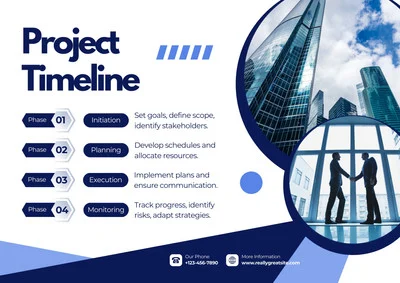 Project
Timeline
Phase 01 Initiation
Set goals, define scope,
identify stakeholders.
Phase 02 Planning
Develop schedules and
allocate resources.
Phase 03 Execution
Implement plans and
ensure communication.
Phase 04 Monitoring
Track progress, identify
risks, adapt strategies.
Our Phone
+123-456-7890
Website
www.reallygreatsite.com